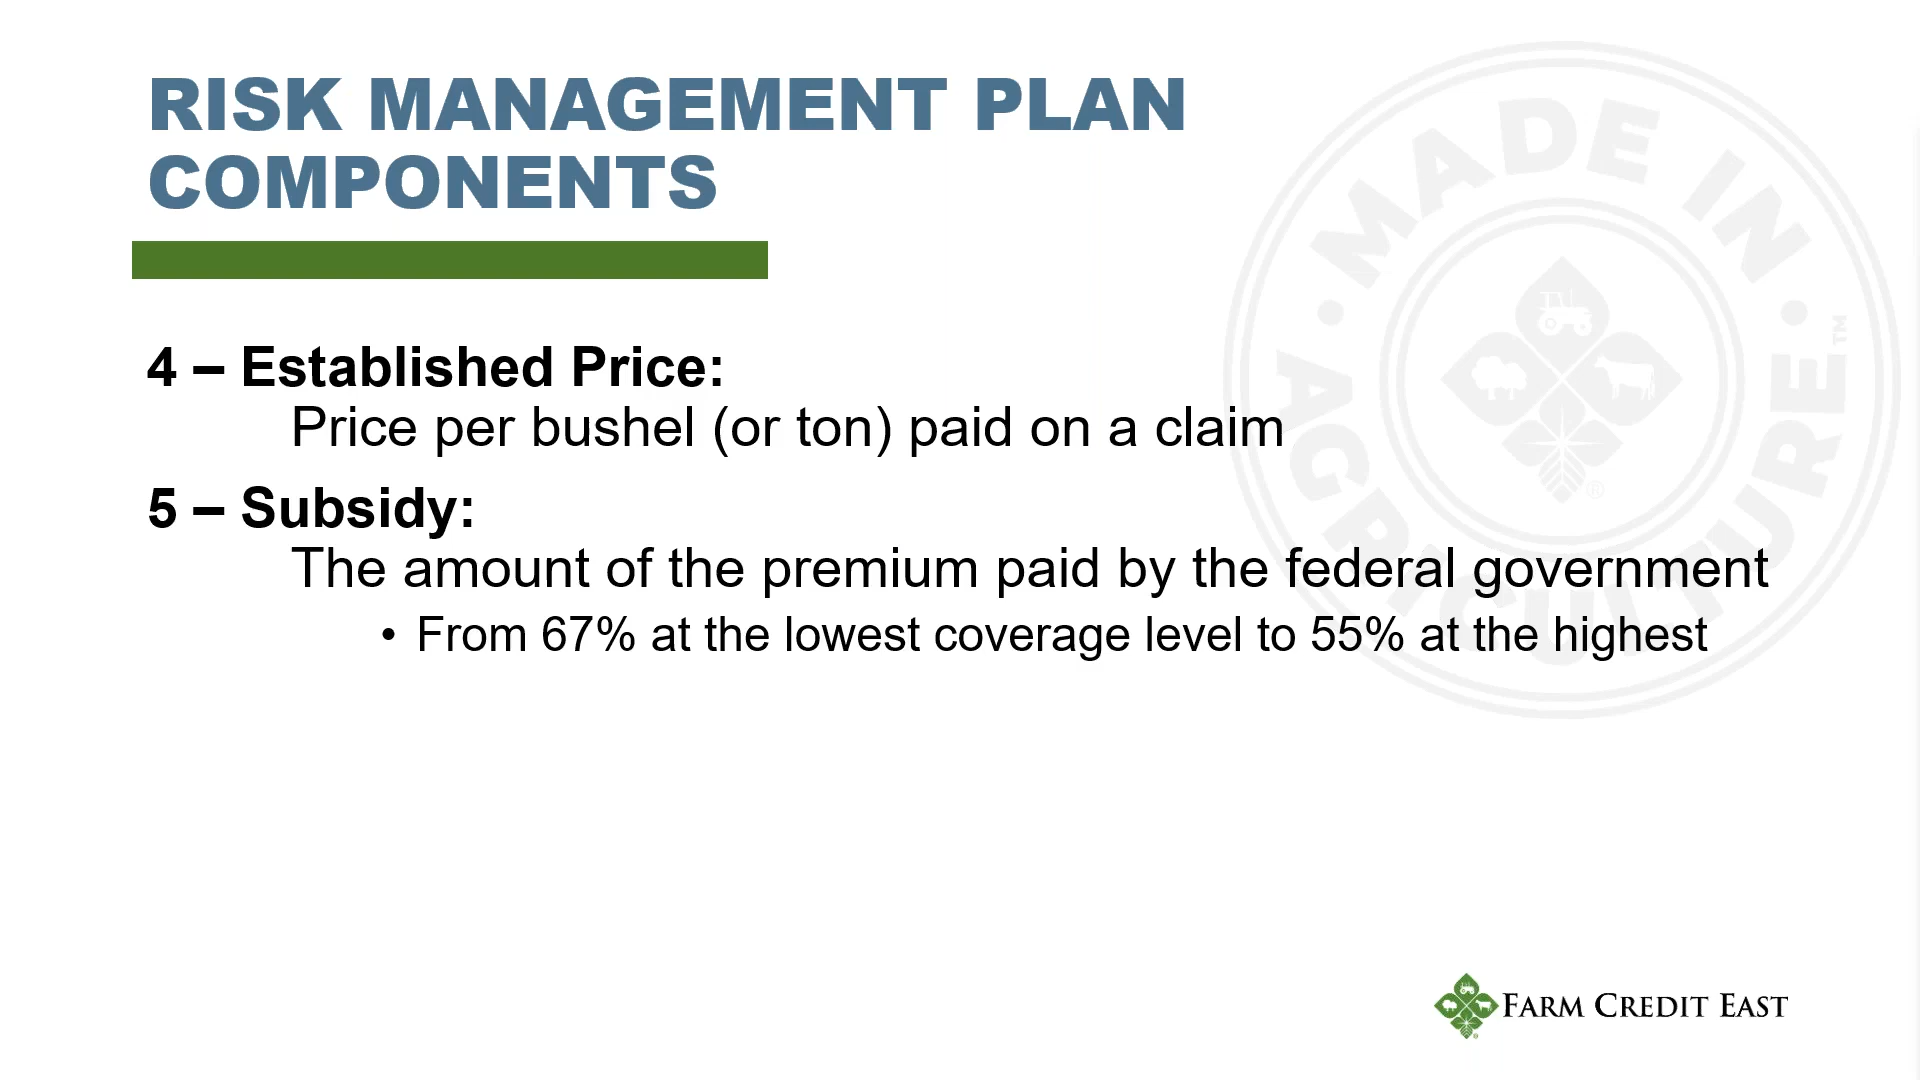 RISK MANAGEMENT PLAN
COMPONENTS
4 – Established Price:
Price per bushel (or ton) paid on a claim
5 – Subsidy:
The amount of the premium paid by the federal government
• From 67% at the lowest coverage level to 55% at the highest
• MADE IN •
AGRICULTURE
TM
®
FARM CREDIT EAST